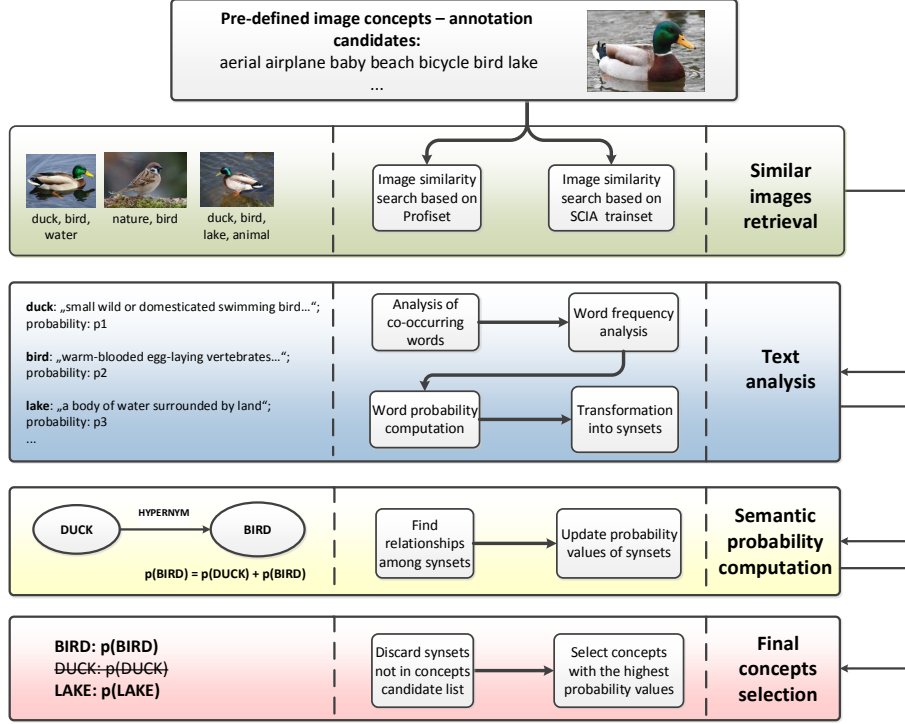 Pre-defined image concepts – annotation
candidates:
aerial airplane baby beach bicycle bird lake
...
duck, bird,
water
nature, bird
duck, bird,
lake, animal
Image similarity
search based on
Profiset
Image similarity
search based on
SCIA trainset
Similar
images
retrieval
duck: „small wild or domesticated swimming bird...“;
probability: p1
bird: „warm-blooded egg-laying vertebrates...“;
probability: p2
lake: „a body of water surrounded by land“;
probability: p3
...
Analysis of
co-occurring
words
Word frequency
analysis
Word probability
computation
Transformation
into synsets
Text
analysis
DUCK
HYPERNYM
BIRD
p(BIRD) = p(DUCK) + p(BIRD)
Find
relationships
among synsets
Update probability
values of synsets
Semantic
probability
computation
BIRD: p(BIRD)
DUCK: p(DUCK)
LAKE: p(LAKE)
Discard synsets
not in concepts
candidate list
Select concepts
with the highest
probability values
Final
concepts
selection